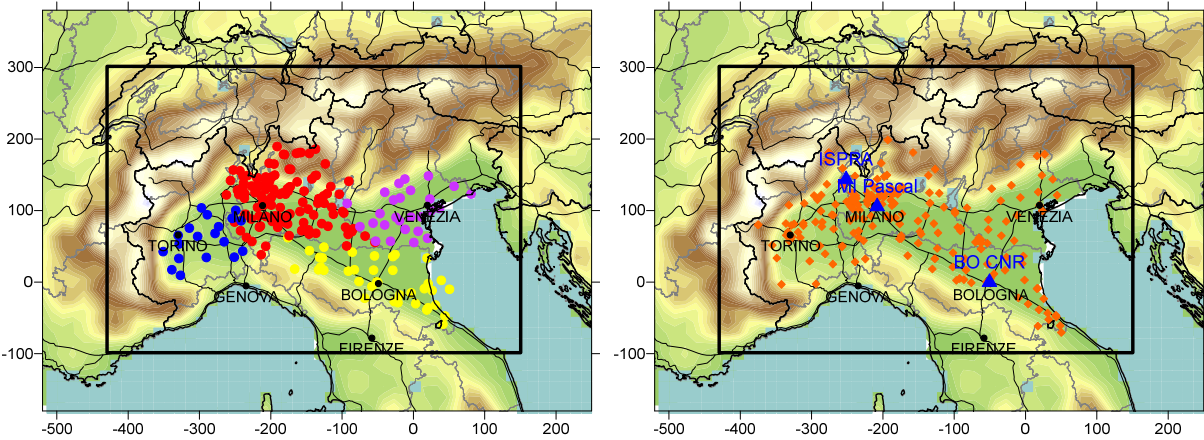 300
200
100
0
-100
-500 -400 -300 -200 -100 0 100 200
MILANO
VENEZIA
TORINO
GENOVA
BOLOGNA
FIRENZE
300
200
100
0
-100
-500 -400 -300 -200 -100 0 100 200
ISPRA
MI Pascal
MILANO
VENEZIA
TORINO
BO CNR
GENOVA
BOLOGNA
FIRENZE